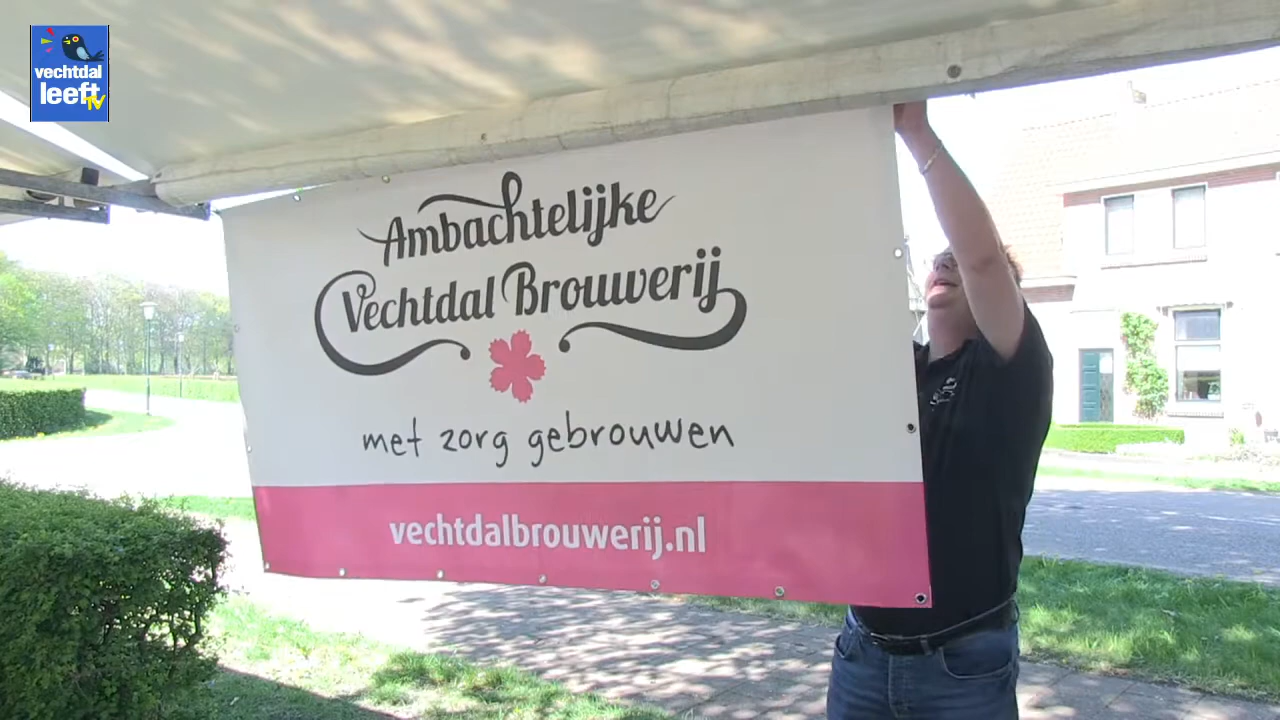 vechtdal
leeft
TV
Ambachtelijke
Vechtdal Brouwerij
met zorg gebrouwen
vechtdalbrouwerij.nl